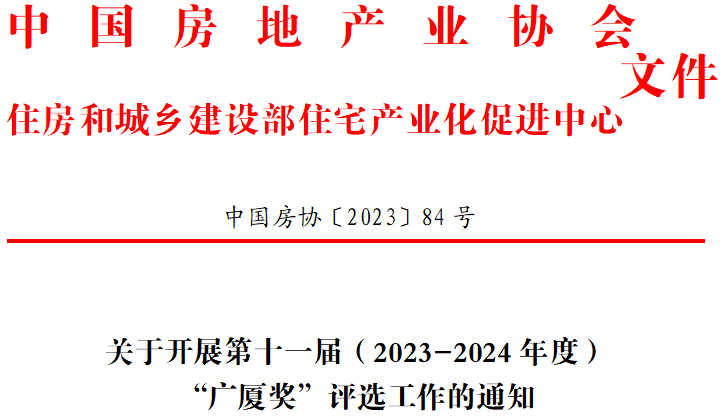 中国房地产业协会
文件
住房和城乡建设部住宅产业化促进中心
中国房协〔2023〕84号
关于开展第十一届（2023-2024年度）
“广厦奖”评选工作的通知